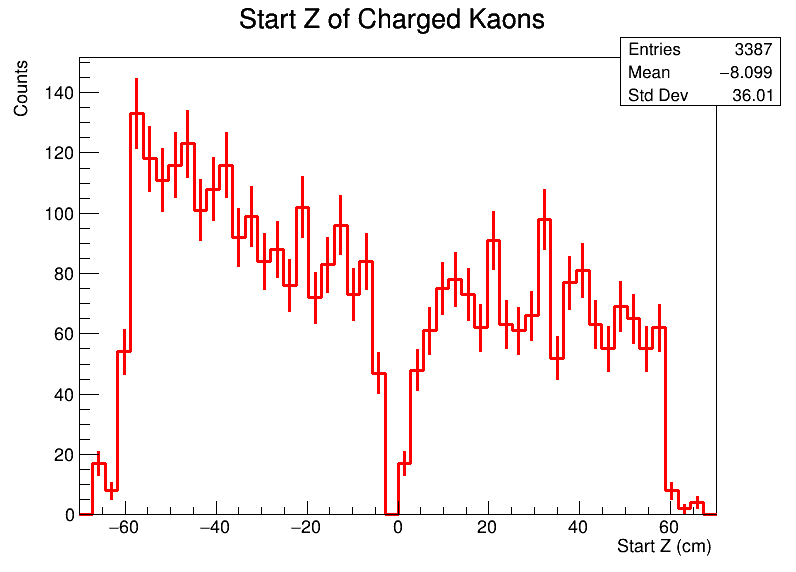 Start Z of Charged Kaons
Entries 3387
Mean −8.099
Std Dev 36.01
Counts
140
120
100
80
60
40
20
0
−60 −40 −20 0 20 40 60
Start Z (cm)